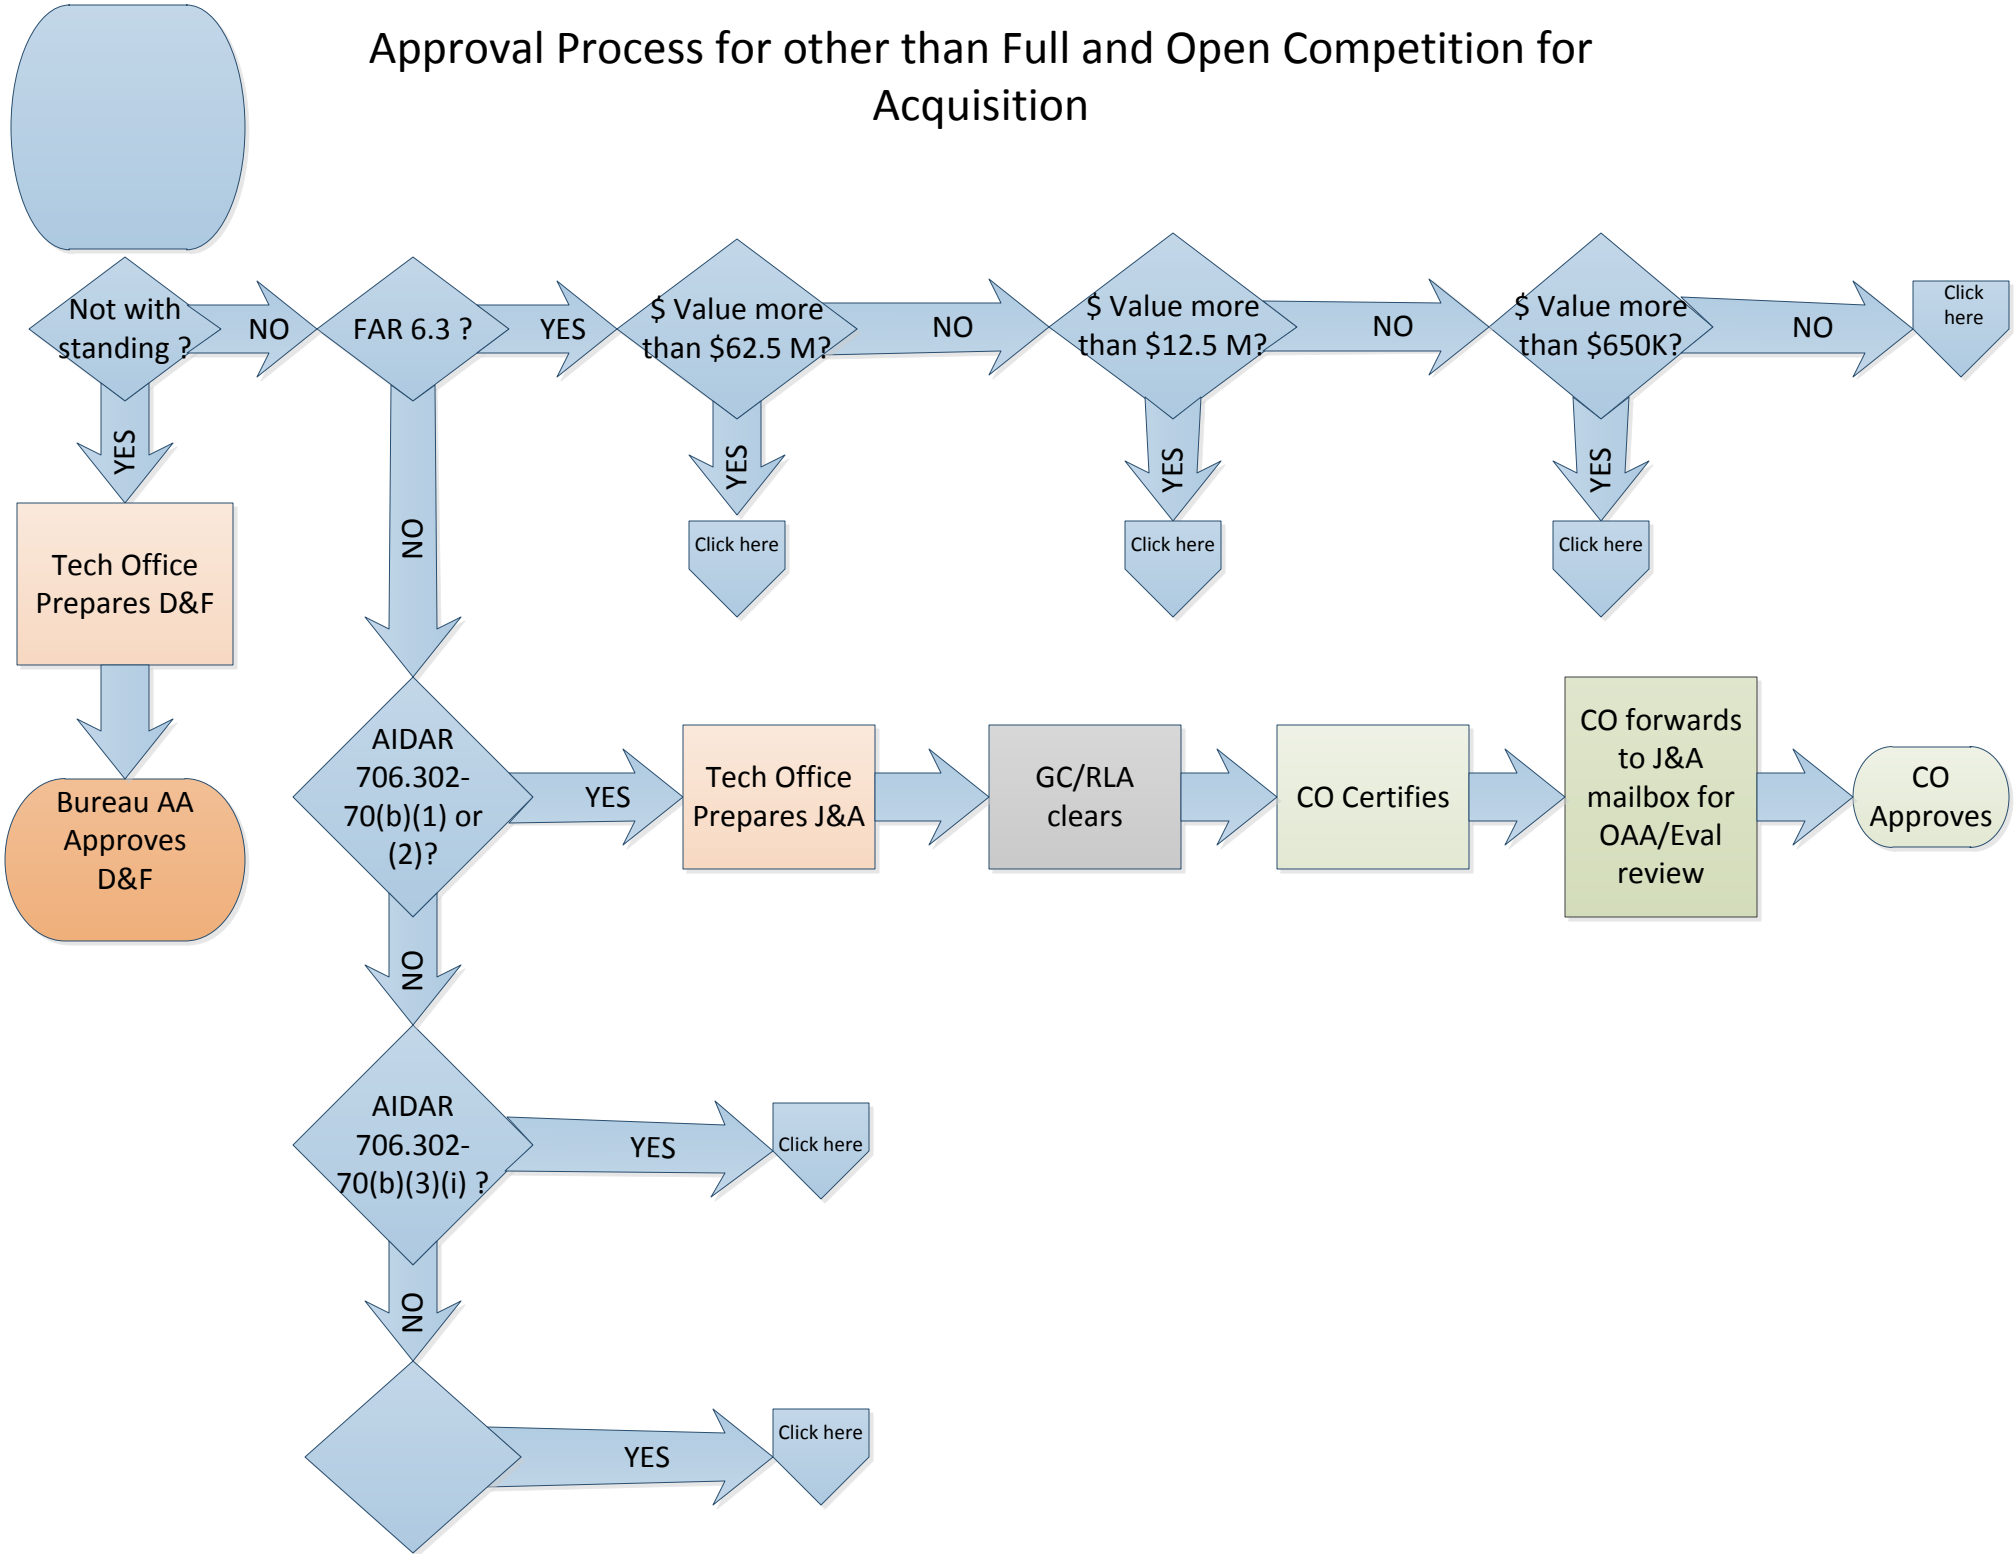 Approval Process for other than Full and Open Competition for
Acquisition
Not with
standing ?
NO
FAR 6.3 ?
YES
$ Value more
than $62.5 M?
NO
$ Value more
than $12.5 M?
NO
$ Value more
than $650K?
NO
Click
here
YES
YES
YES
YES
Click here
Click here
Click here
NO
Tech Office
Prepares D&F
Bureau AA
Approves
D&F
AIDAR
706.302-
70(b)(1) or
(2)?
YES
Tech Office
Prepares J&A
GC/RLA
clears
CO Certifies
CO forwards
to J&A
mailbox for
OAA/Eval
review
CO
Approves
NO
AIDAR
706.302-
70(b)(3)(i) ?
YES
Click here
NO
YES
Click here